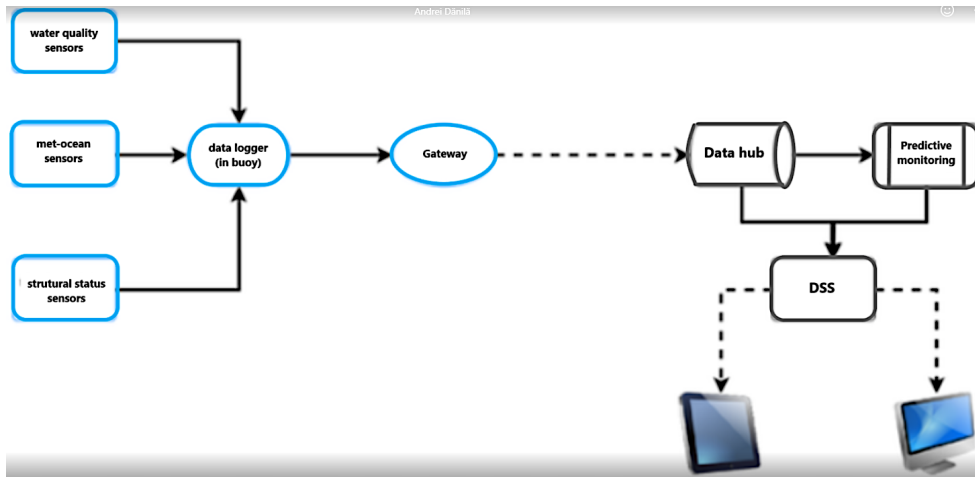 Andrei Dănilă
water quality
sensors
met-ocean
sensors
data logger
(in buoy)
Gateway
Data hub
Predictive
monitoring
strutural status
sensors
DSS